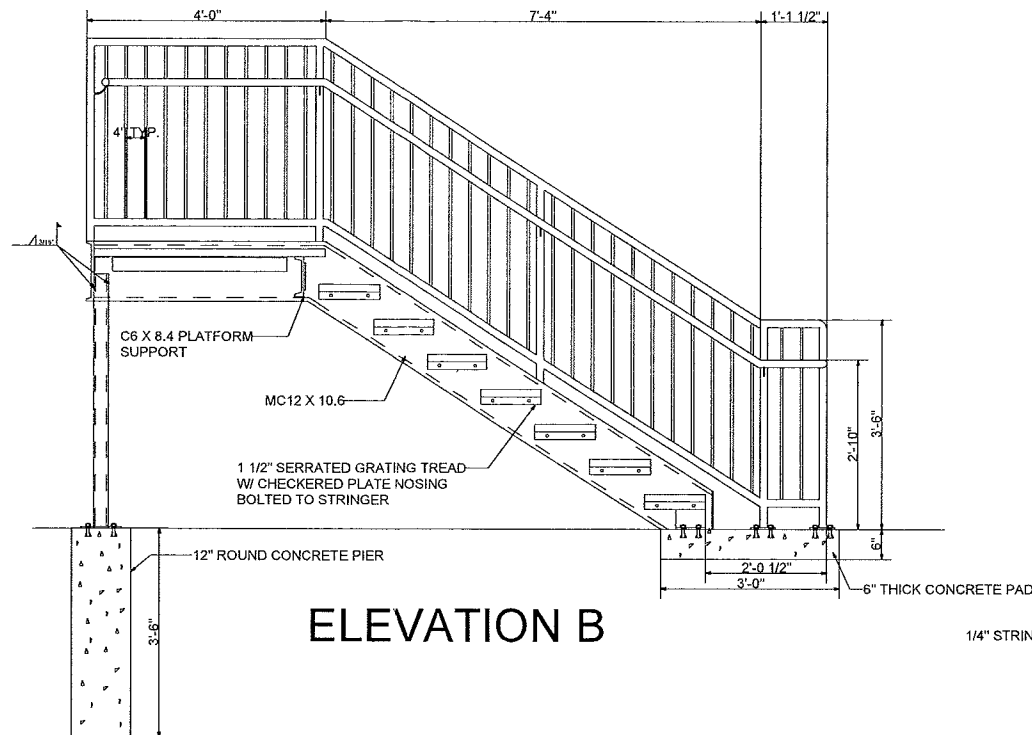 4'-0"
7'-4"
1'-1 1/2"
4" TYP.
3/16"
C6 X 8.4 PLATFORM
SUPPORT
MC12 X 10.6
2'-10"
3'-6"
1 1/2" SERRATED GRATING TREAD
W/ CHECKERED PLATE NOSING
BOLTED TO STRINGER
12" ROUND CONCRETE PIER
6"
2'-0 1/2"
3'-0"
6" THICK CONCRETE PAD
3'-6"
ELEVATION B
1/4" STRIN